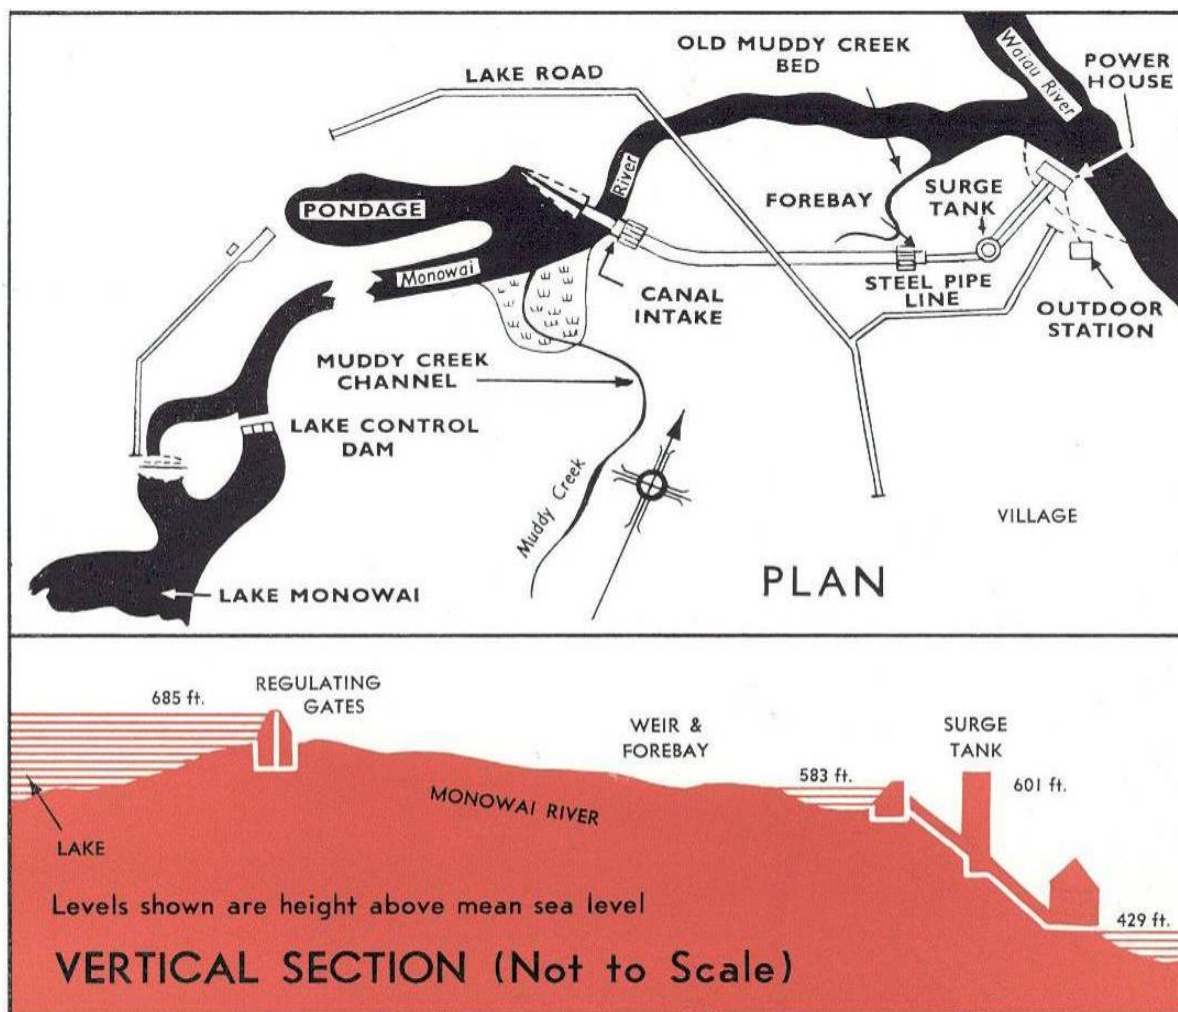 OLD MUDDY CREEK
BED
LAKE ROAD
Waiau River
POWER
HOUSE
River
PONDAGE
FOREBAY
SURGE
TANK
Monowai
CANAL
INTAKE
STEEL PIPE
LINE
OUTDOOR
STATION
MUDDY CREEK
CHANNEL
LAKE CONTROL
DAM
Muddy Creek
VILLAGE
PLAN
LAKE MONOWAI
685 ft.
REGULATING
GATES
WEIR &
FOREBAY
SURGE
TANK
583 ft.
601 ft.
MONOWAI RIVER
LAKE
Levels shown are height above mean sea level
429 ft.
VERTICAL SECTION (Not to Scale)